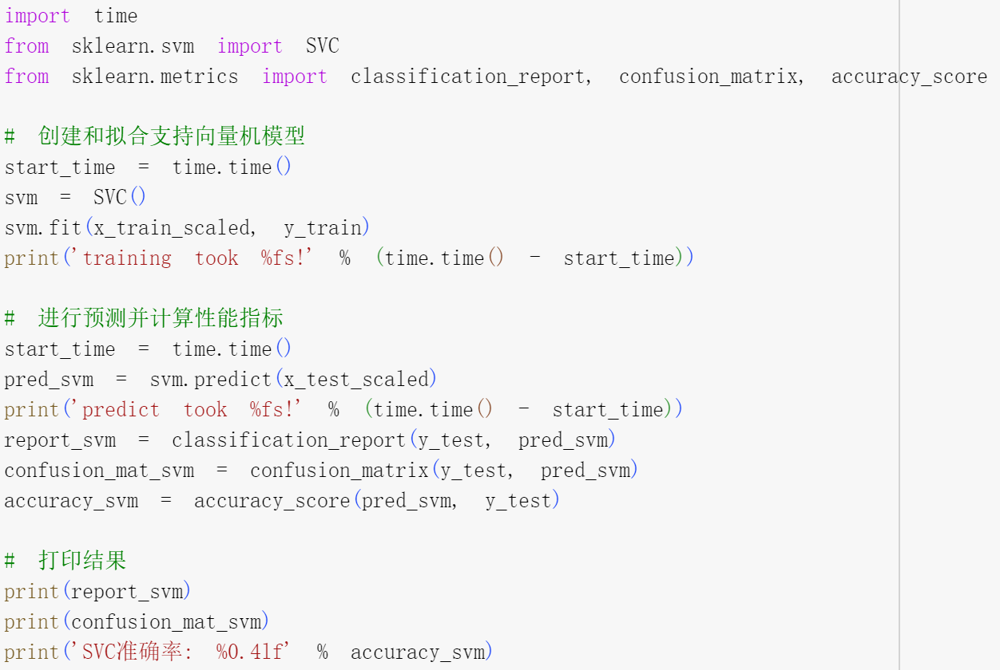 import time
from sklearn.svm import SVC
from sklearn.metrics import classification_report, confusion_matrix, accuracy_score
# 创建和拟合支持向量机模型
start_time = time.time()
svm = SVC()
svm.fit(x_train_scaled, y_train)
print('training took %fs!' % (time.time() - start_time))
# 进行预测并计算性能指标
start_time = time.time()
pred_svm = svm.predict(x_test_scaled)
print('predict took %fs!' % (time.time() - start_time))
report_svm = classification_report(y_test, pred_svm)
confusion_mat_svm = confusion_matrix(y_test, pred_svm)
accuracy_svm = accuracy_score(pred_svm, y_test)
# 打印结果
print(report_svm)
print(confusion_mat_svm)
print('SVC准确率: %0.4lf' % accuracy_svm)